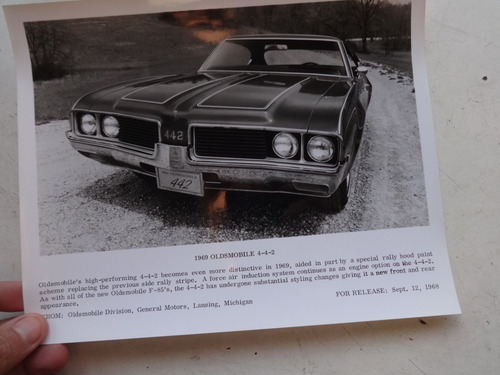 442
442
1969 OLDSMOBILE 4-4-2
Oldsmobile's high-performing 4-4-2 becomes even more distinctive in 1969, aided in part by a special rally hood paint
scheme replacing the previous side rally stripe. A force air induction system continues as an engine option on the 4-4-2.
As with all of the new Oldsmobile F-85's, the 4-4-2 has undergone substantial styling changes giving it a new front and rear
appearance.
FROM: Oldsmobile Division, General Motors, Lansing, Michigan
FOR RELEASE: Sept. 12, 1968